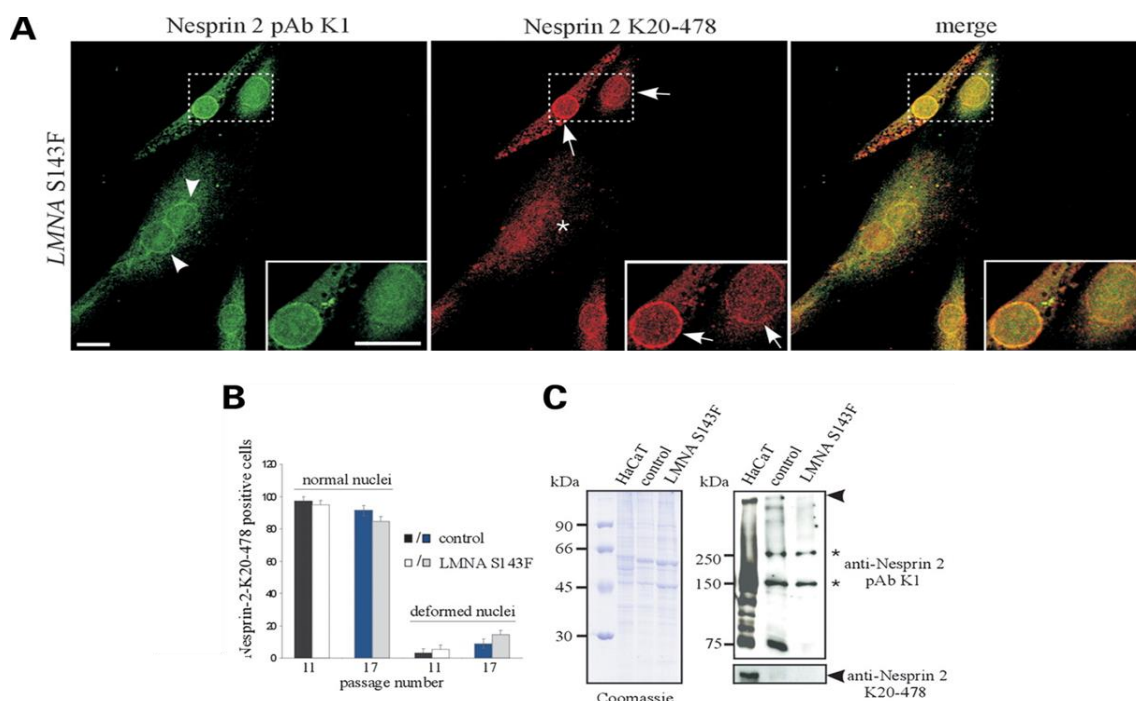 A
Nesprin 2 pAb K1
Nesprin 2 K20-478
merge
LMNA S143F
*
B
Nesprin-2-K20-478 positive cells
120
100
80
60
40
20
0
normal nuclei
/ control
/ LMNA S143F
deformed nuclei
11 17 11 17
passage number
C
HaCaT
control
LMNA S143F
kDa
90
66
45
30
Coomassie
HaCaT
control
LMNA S143F
kDa
250
150
75
*
*
anti-Nesprin 2
pAb K1
anti-Nesprin 2
K20-478